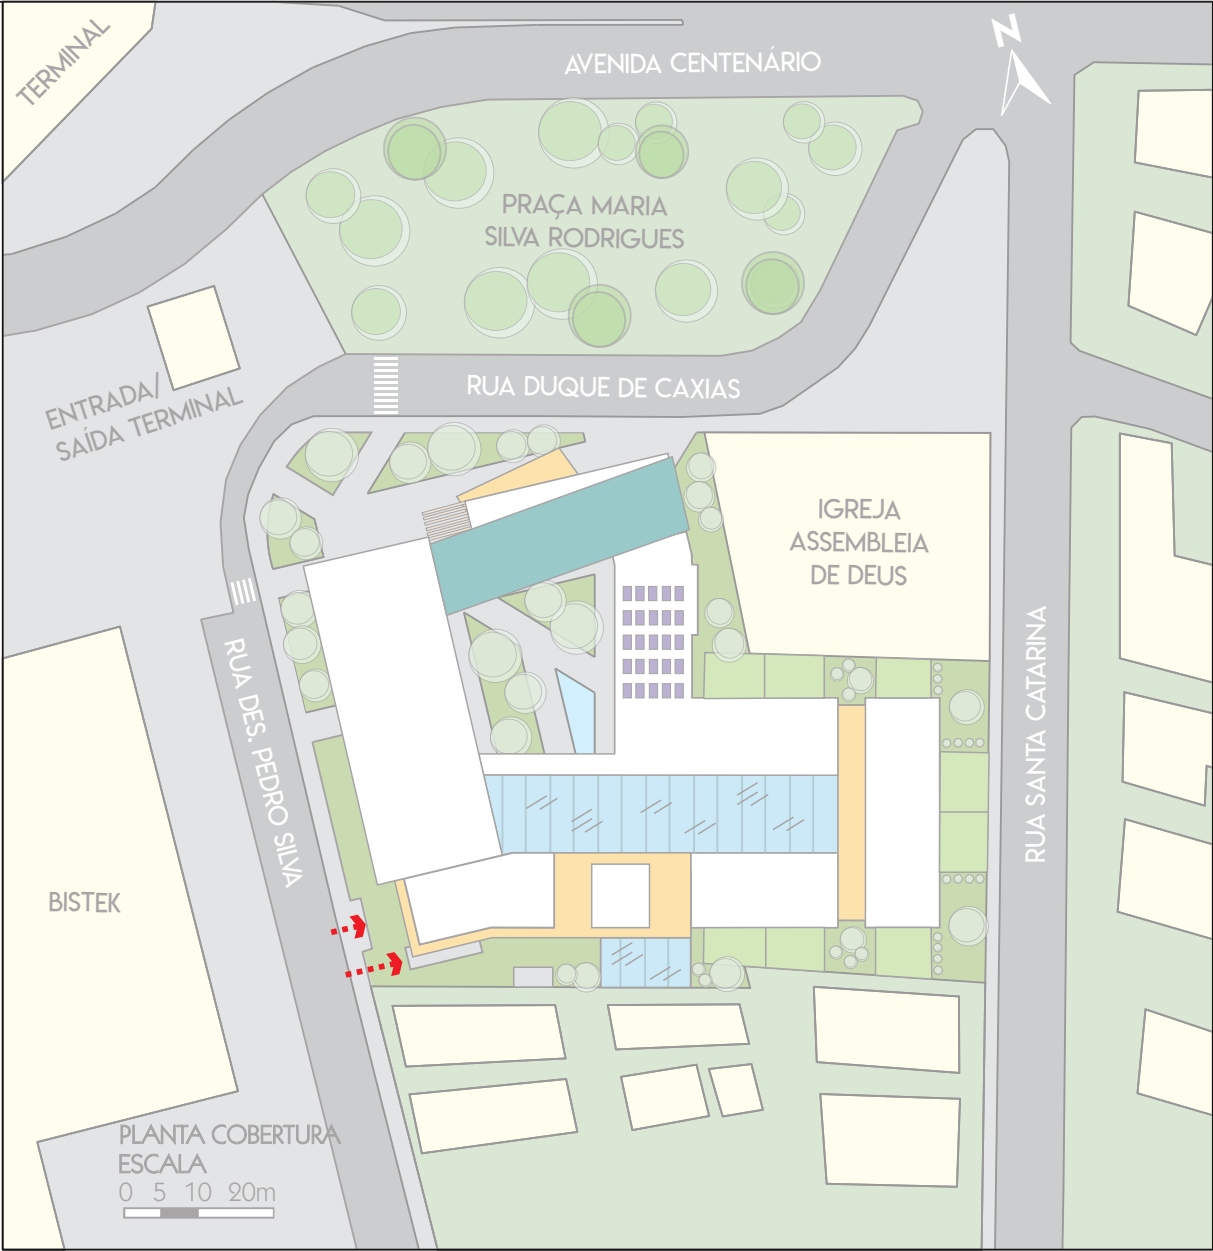 TERMINAL
AVENIDA CENTENÁRIO
N
PRAÇA MARIA
SILVA RODRIGUES
RUA DUQUE DE CAXIAS
ENTRADA/
SAÍDA TERMINAL
IGREJA
ASSEMBLEIA
DE DEUS
RUA DES. PEDRO SILVA
RUA SANTA CATARINA
BISTEK
PLANTA COBERTURA
ESCALA
0 5 10 20m